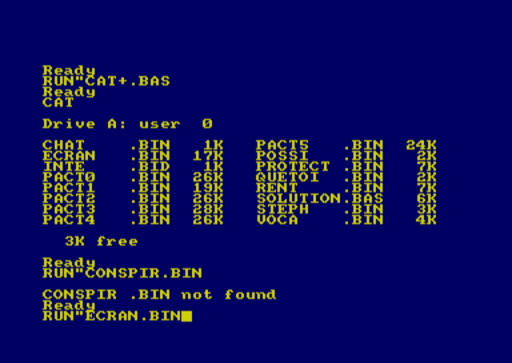 Ready
RUN"CAT+.BAS
Ready
CAT
Drive A: user  0
CHAT    .BIN   1K   PACT5   .BIN  24K
ECRAN   .BIN  17K   POSSI   .BIN   2K
INTE    .BID   1K   PROTECT .BIN   7K
PACT0   .BIN  26K   QUETOI  .BIN   2K
PACT1   .BIN  19K   RENT    .BIN   7K
PACT2   .BIN  26K   SOLUTION.BAS   6K
PACT3   .BIN  28K   STEPH   .BIN   3K
PACT4   .BIN  26K   VOCA    .BIN   4K
3K free
Ready
RUN"CONSPIR.BIN
CONSPIR .BIN not found
Ready
RUN"ECRAN.BIN